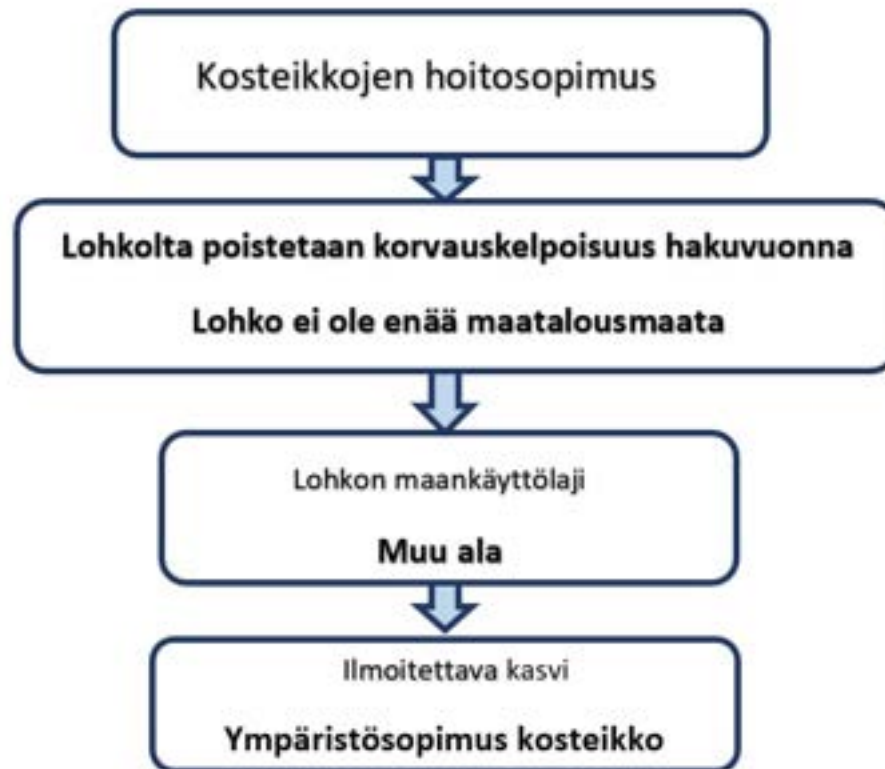 Kosteikkojen hoitosopimus
Lohkolta poistetaan korvauskelpoisuus hakuvuonna
Lohko ei ole enää maatalousmaata
Lohkon maankäyttölaji
Muu ala
Ilmoitettava kasvi
Ympäristösopimus kosteikko